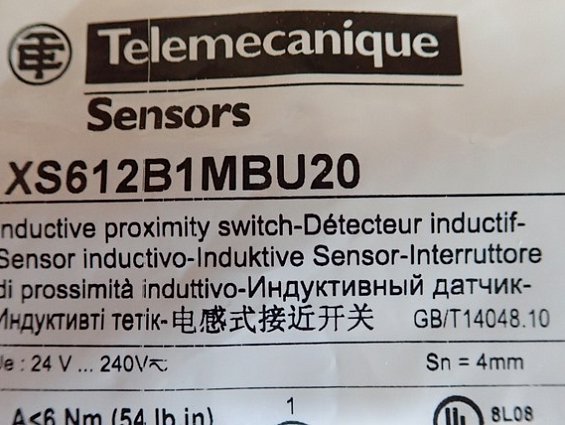 Telemecanique
Sensors
XS612B1MBU20
Inductive proximity switch-Détecteur inductif-
Sensor inductivo-Induktive Sensor-Interruttore
di prossimità induttivo-Индуктивный датчик-
Индуктивті тетік-电感式接近开关 GB/T14048.10
Ue : 24 V ... 240V Sn = 4mm
A<6 Nm (54 lb in) 1 UL 8L08